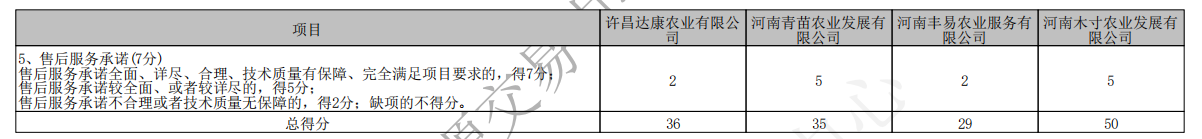 项目
许昌达康农业有限公
司
河南青苗农业发展有
限公司
河南丰易农业服务有
限公司
河南木寸农业发展有
限公司
5、售后服务承诺(7分)
售后服务承诺全面、详尽、合理、技术质量有保障、完全满足项目要求的，得7分；
售后服务承诺较全面、或者较详尽的，得5分；
售后服务承诺不合理或者技术质量无保障的，得2分；缺项的不得分。
2
5
2
5
总得分
36
35
29
50
源交易
中心